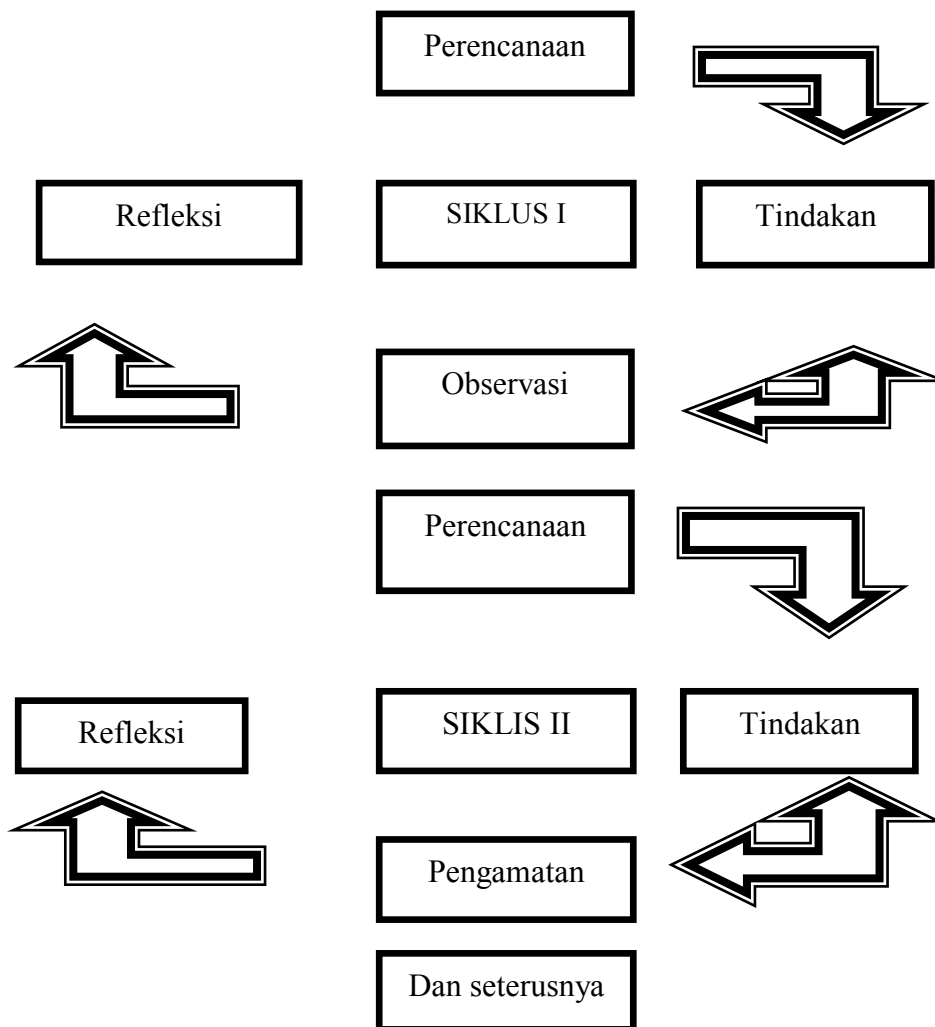 Perencanaan
Refleksi
SIKLUS I
Tindakan
Observasi
Perencanaan
Refleksi
SIKLIS II
Tindakan
Pengamatan
Dan seterusnya